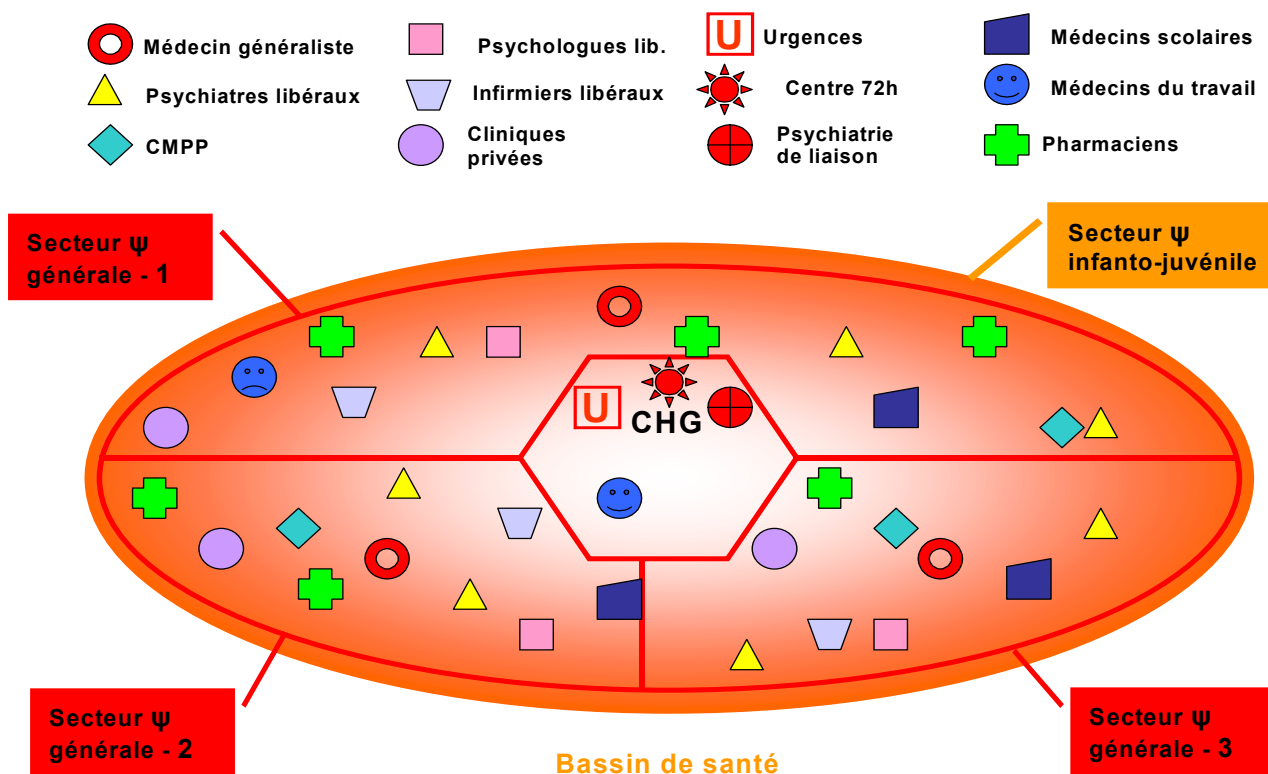 Médecin généraliste
Psychologues lib.
U
Urgences
Médecins scolaires
Psychiatres libéraux
Infirmiers libéraux
Centre 72h
Médecins du travail
CMPP
Cliniques
privées
Psychiatrie
de liaison
Pharmaciens
Secteur ψ
générale - 1
Secteur ψ
infanto-juvénile
U
CHG
Secteur ψ
générale - 2
Secteur ψ
générale - 3
Bassin de santé